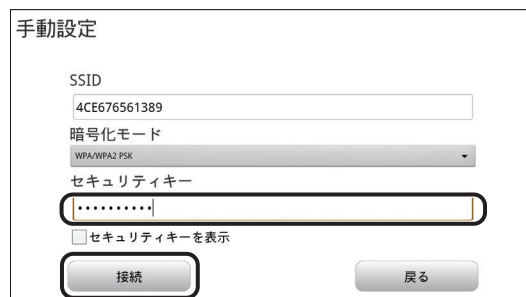 手動設定
SSID
4CE676561389
暗号化モード
WPA/WPA2 PSK
セキュリティキー
••••••••••
セキュリティキーを表示
接続
戻る